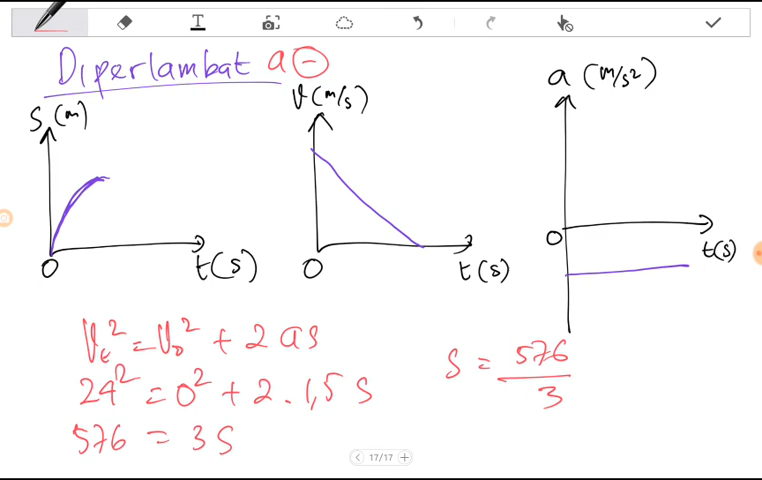 Diperlambat a ⊖
S (m)
V (m/s)
a (m/s²)
0
t(s)
0
t(s)
0
t(s)
Vt² = V0² + 2 as
24² = 0² + 2 . 1,5 S
576 = 3 S
S = 576/3
17/17